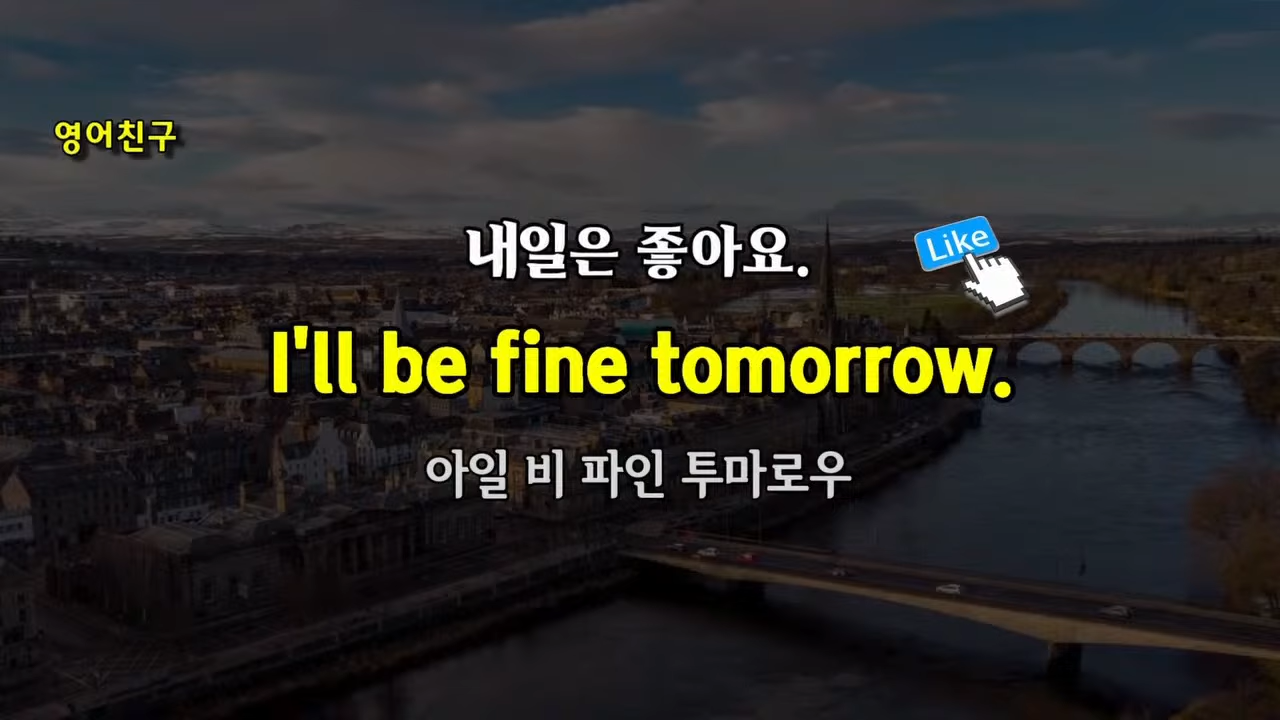 영어친구
내일은 좋아요.
Like
I'll be fine tomorrow.
아일 비 파인 투마로우